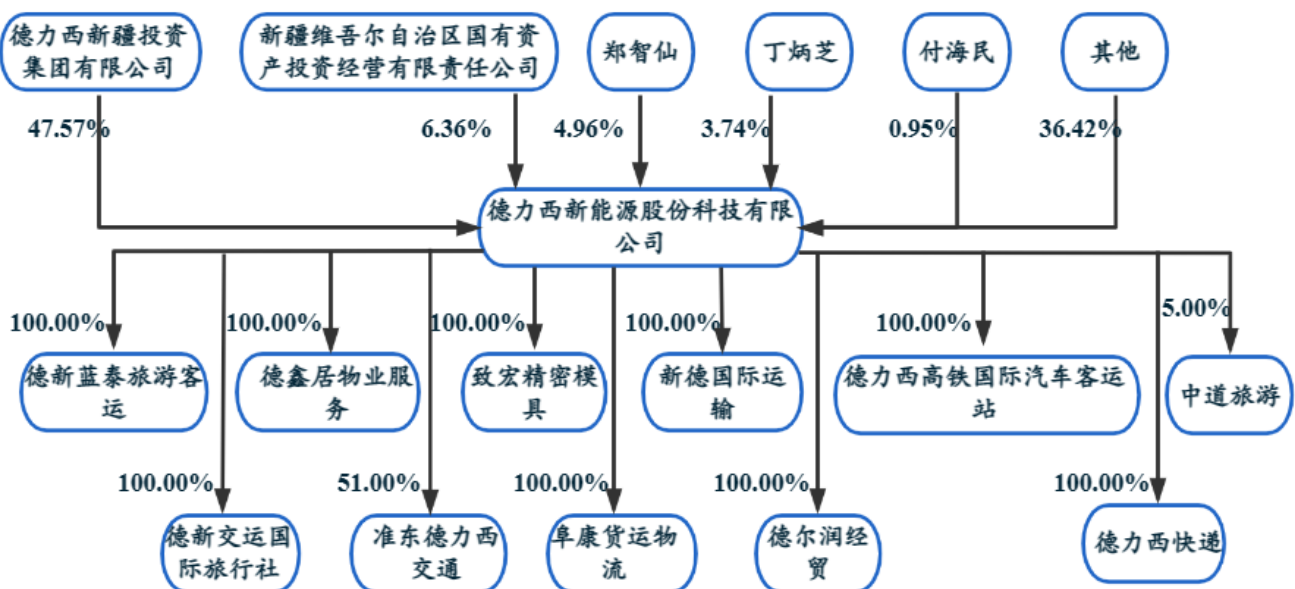 德力西新疆投资
集团有限公司
新疆维吾尔自治区国有资
产投资经营有限责任公司
郑智仙
丁炳芝
付海民
其他
47.57%
6.36%
4.96%
3.74%
0.95%
36.42%
德力西新能源股份科技有限
公司
100.00%
100.00%
100.00%
100.00%
100.00%
5.00%
德新蓝泰旅游客
运
德鑫居物业服
务
致宏精密模
具
新德国际运
输
德力西高铁国际汽车客运
站
中道旅游
100.00%
51.00%
100.00%
100.00%
100.00%
德新交运国
际旅行社
准东德力西
交通
阜康货运物
流
德尔润经
贸
德力西快递